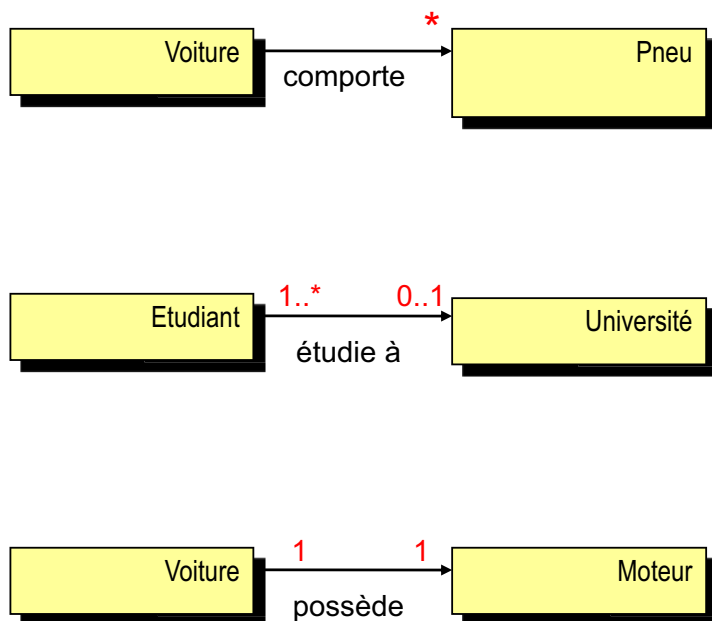 *
Voiture
Pneu
comporte
1..*
0..1
Etudiant
Université
étudie à
1
1
Voiture
Moteur
possède